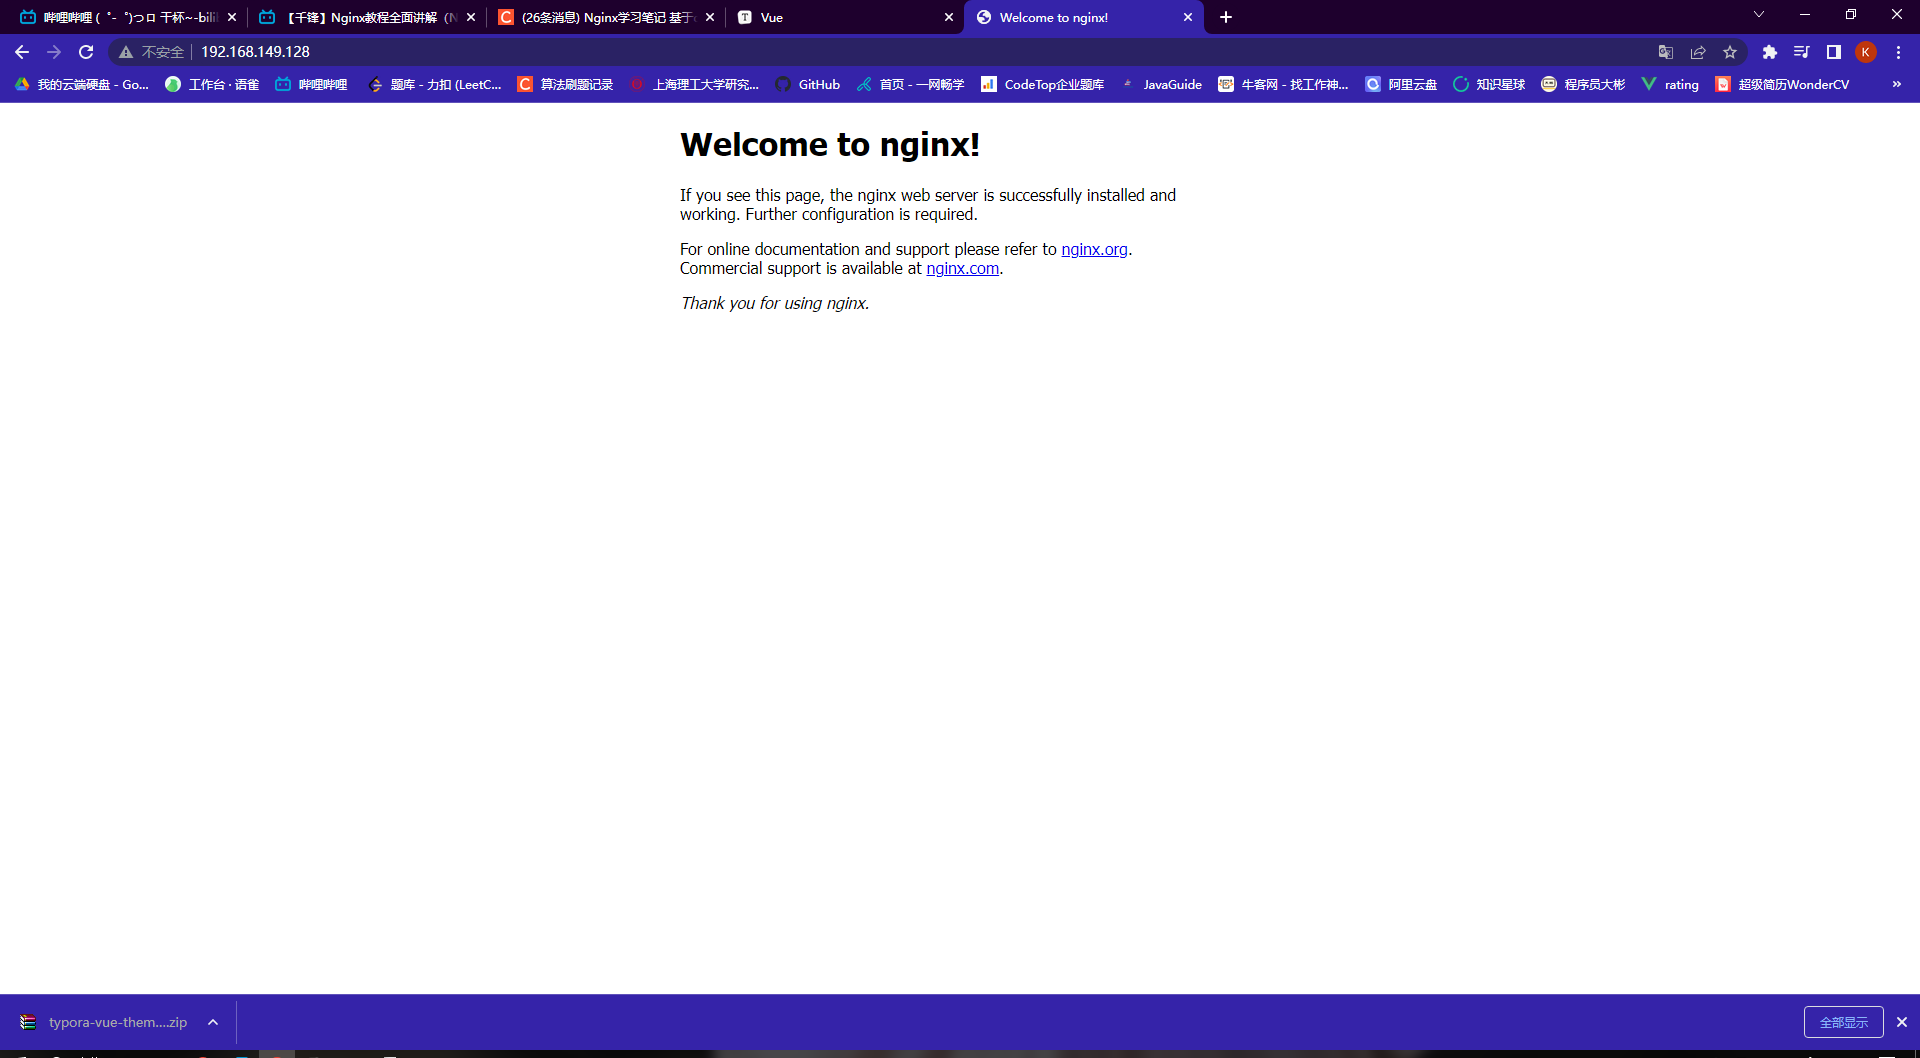 哔哩哔哩 (゜-゜)つロ 干杯~-bili
【千锋】Nginx教程全面讲解（N
(26条消息) Nginx学习笔记 基于c
Vue
Welcome to nginx!
不安全
192.168.149.128
K
我的云端硬盘 - Go...
工作台 · 语雀
哔哩哔哩
题库 - 力扣 (LeetC...
算法刷题记录
上海理工大学研究...
GitHub
首页 - 一网畅学
CodeTop企业题库
JavaGuide
牛客网 - 找工作神...
阿里云盘
知识星球
程序员大彬
rating
超级简历WonderCV
»
Welcome to nginx!
If you see this page, the nginx web server is successfully installed and
working. Further configuration is required.
For online documentation and support please refer to nginx.org.
Commercial support is available at nginx.com.
Thank you for using nginx.
typora-vue-them....zip
全部显示